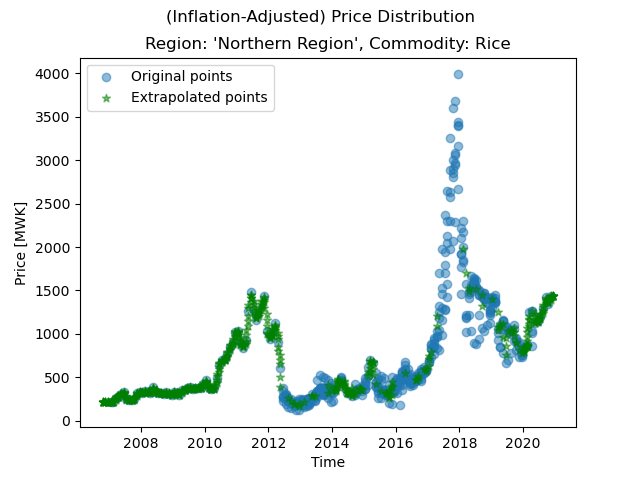 (Inflation-Adjusted) Price Distribution
Region: 'Northern Region', Commodity: Rice
Original points
Extrapolated points
4000
3500
3000
2500
2000
1500
1000
500
0
Price [MWK]
2008 2010 2012 2014 2016 2018 2020
Time